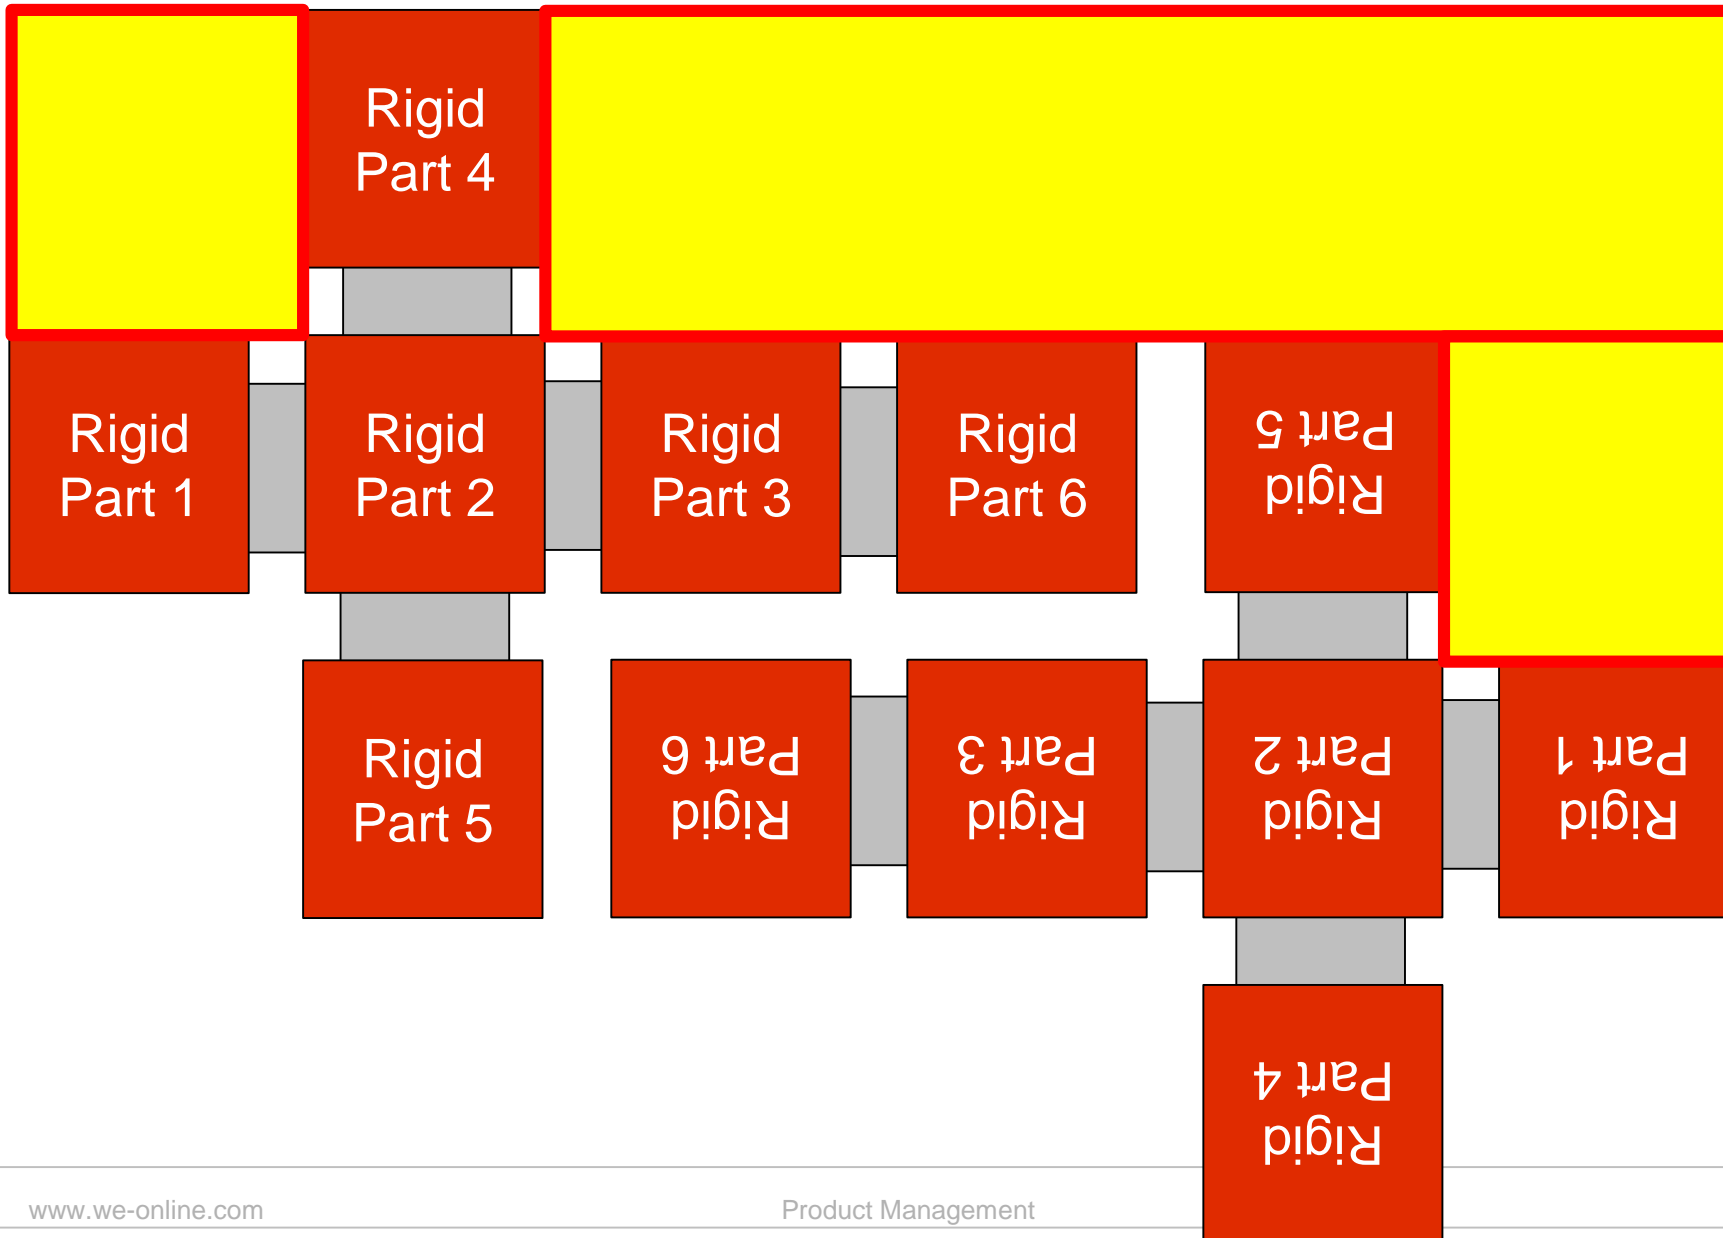 Rigid
Part 4
Rigid
Part 1
Rigid
Part 2
Rigid
Part 3
Rigid
Part 6
Rigid
Part 5
Rigid
Part 5
Rigid
Part 6
Rigid
Part 3
Rigid
Part 2
Rigid
Part 1
Rigid
Part 4
www.we-online.com
Product Management